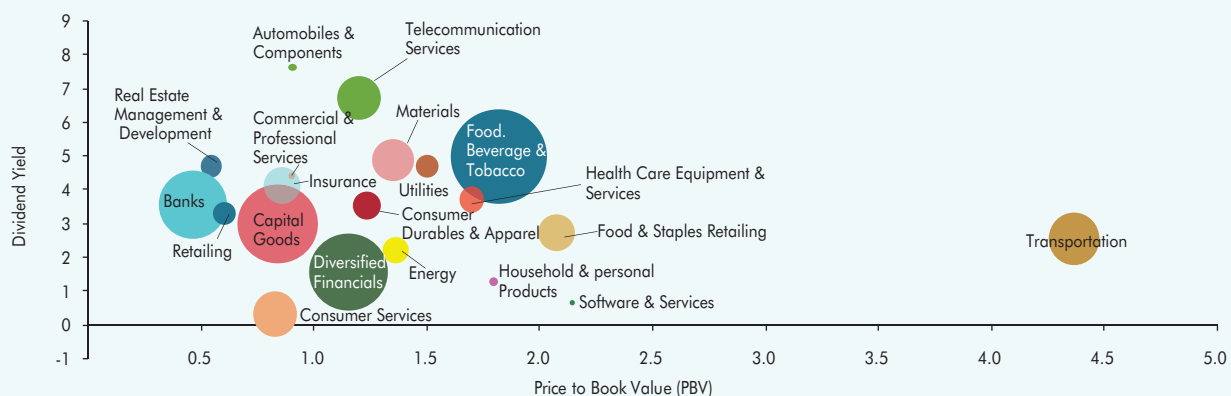 9
8
7
6
5
4
3
2
1
0
-1
Dividend Yield
Automobiles &
Components
Telecommunication
Services
Real Estate
Management &
Development
Commercial &
Professional
Services
Materials
Food.
Beverage &
Tobacco
Health Care Equipment &
Services
Insurance
Utilities
Banks
Retailing
Capital
Goods
Consumer
Durables & Apparel
Food & Staples Retailing
Transportation
Diversified
Financials
Energy
Household & personal
Products
Software & Services
Consumer Services
0.5
1.0
1.5
2.0
2.5
3.0
3.5
4.0
4.5
5.0
Price to Book Value (PBV)